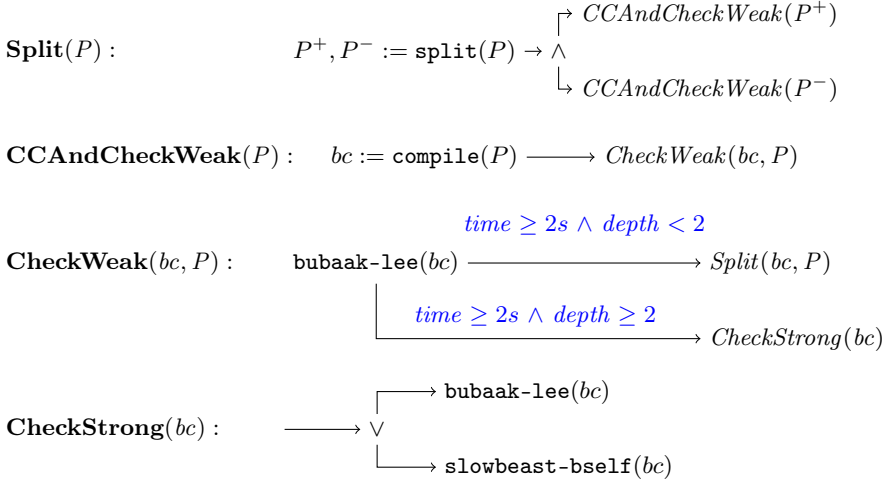 CCAndCheckWeak(P⁺)
Split(P) : P⁺, P⁻ := split(P) → ∧
CCAndCheckWeak(P⁻)
CCAndCheckWeak(P) : bc := compile(P) → CheckWeak(bc, P)
time ≥ 2s ∧ depth < 2
CheckWeak(bc, P) : bubaak-lee(bc) → Split(bc, P)
time ≥ 2s ∧ depth ≥ 2
CheckStrong(bc)
bubaak-lee(bc)
CheckStrong(bc) : → ∨
slowbeast-bself(bc)